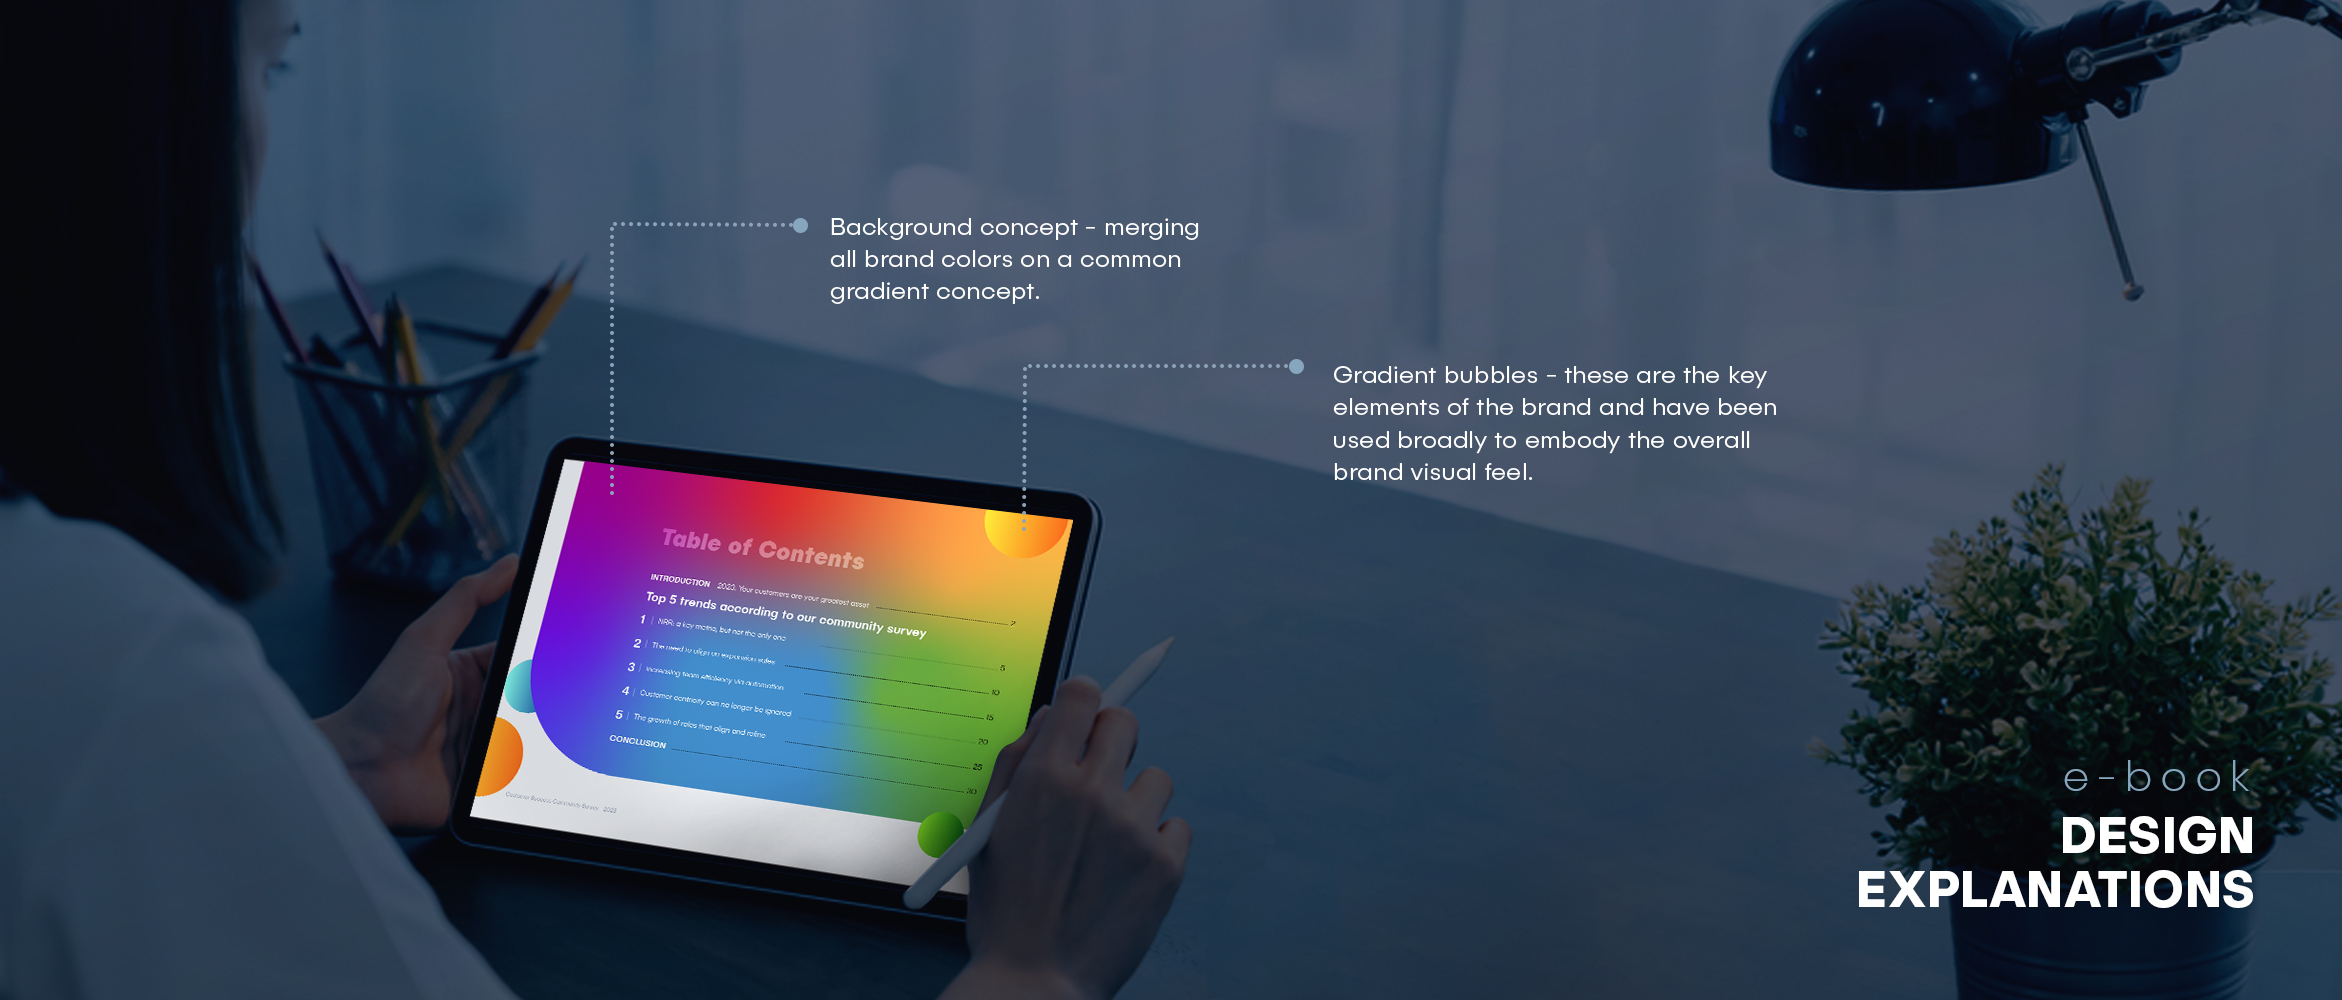 Background concept - merging
all brand colors on a common
gradient concept.
Gradient bubbles - these are the key
elements of the brand and have been
used broadly to embody the overall
brand visual feel.
Table of Contents
INTRODUCTION 2023: Your customers are your greatest asset 2
Top 5 trends according to our community survey
1 | NRR: a key metric, but not the only one 5
2 | The need to align on expansion sales 10
3 | Increasing team efficiency via automation 15
4 | Customer centricity can no longer be ignored 20
5 | The growth of roles that align and refine 25
CONCLUSION 30
Customer Success Community Survey 2023
e-book
DESIGN
EXPLANATIONS